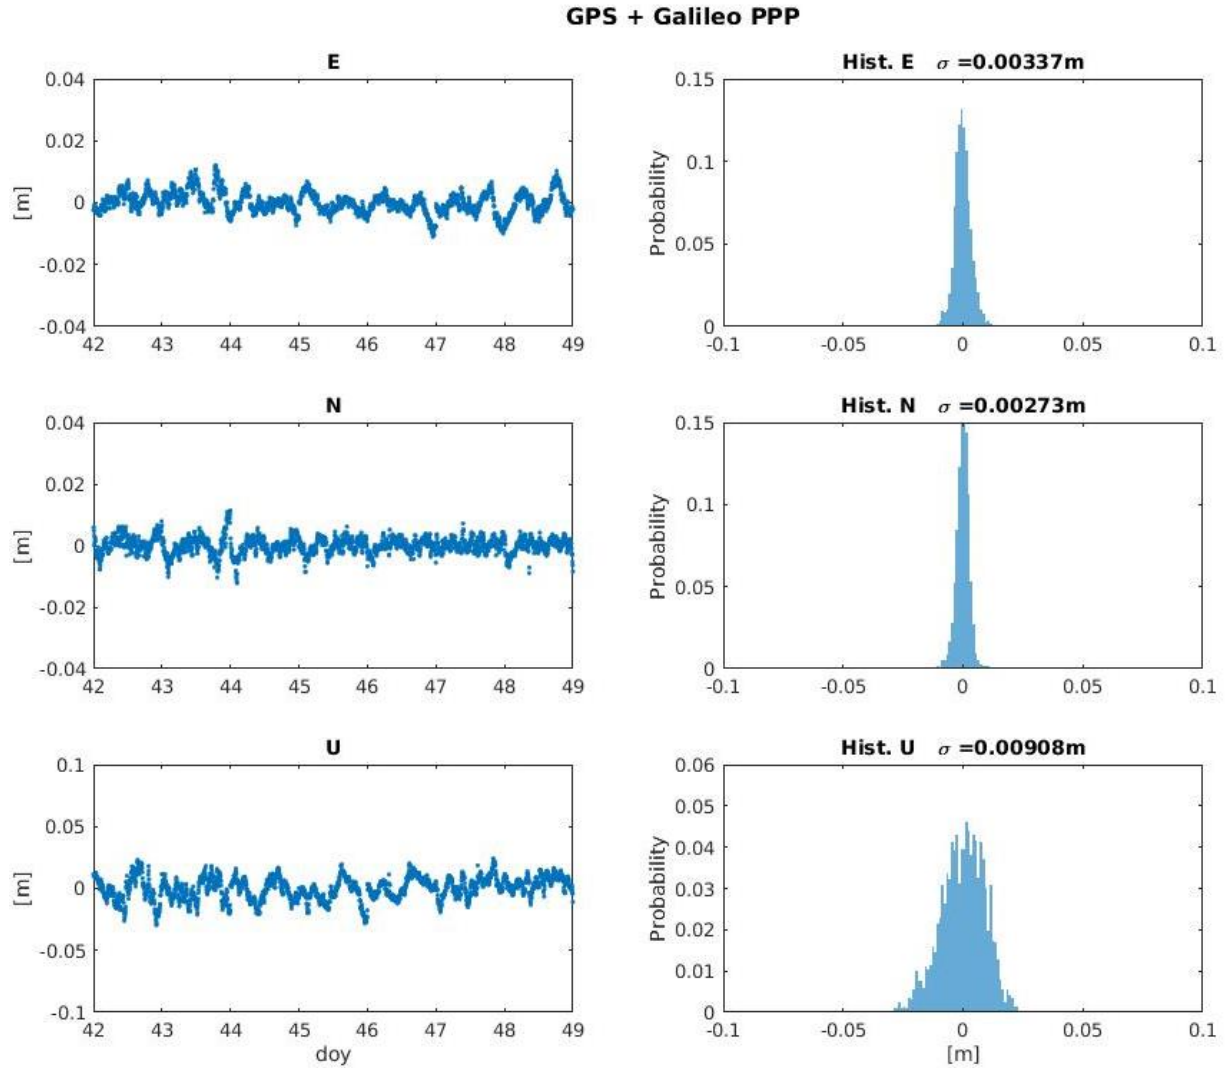 GPS + Galileo PPP
E
0.04
0.02
0
-0.02
-0.04
[m]
42 43 44 45 46 47 48 49
Hist. E σ =0.00337m
0.15
0.1
0.05
0
Probability
-0.1 -0.05 0 0.05 0.1
N
0.04
0.02
0
-0.02
-0.04
[m]
42 43 44 45 46 47 48 49
Hist. N σ =0.00273m
0.15
0.1
0.05
0
Probability
-0.1 -0.05 0 0.05 0.1
U
0.1
0.05
0
-0.05
-0.1
[m]
42 43 44 45 46 47 48 49
doy
Hist. U σ =0.00908m
0.06
0.05
0.04
0.03
0.02
0.01
0
Probability
-0.1 -0.05 0 0.05 0.1
[m]